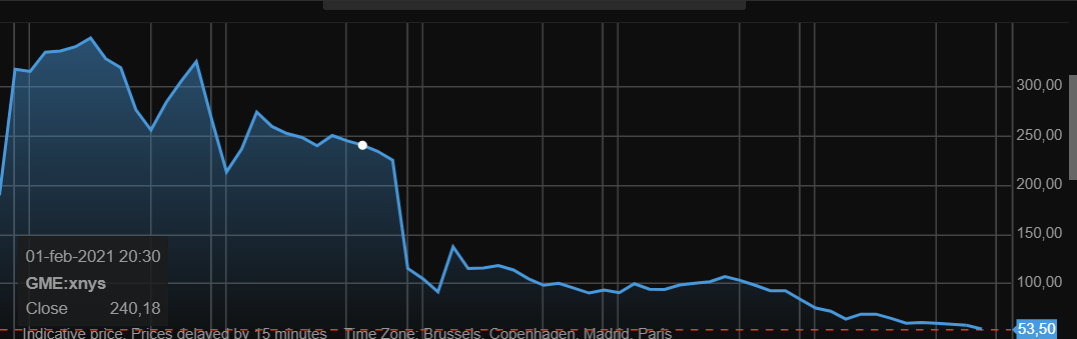 300,00
250,00
200,00
150,00
100,00
53,50
01-feb-2021 20:30
GME:xnys
Close 240,18
Indicative price. Prices delayed by 15 minutes Time Zone: Brussels, Copenhagen, Madrid, Paris